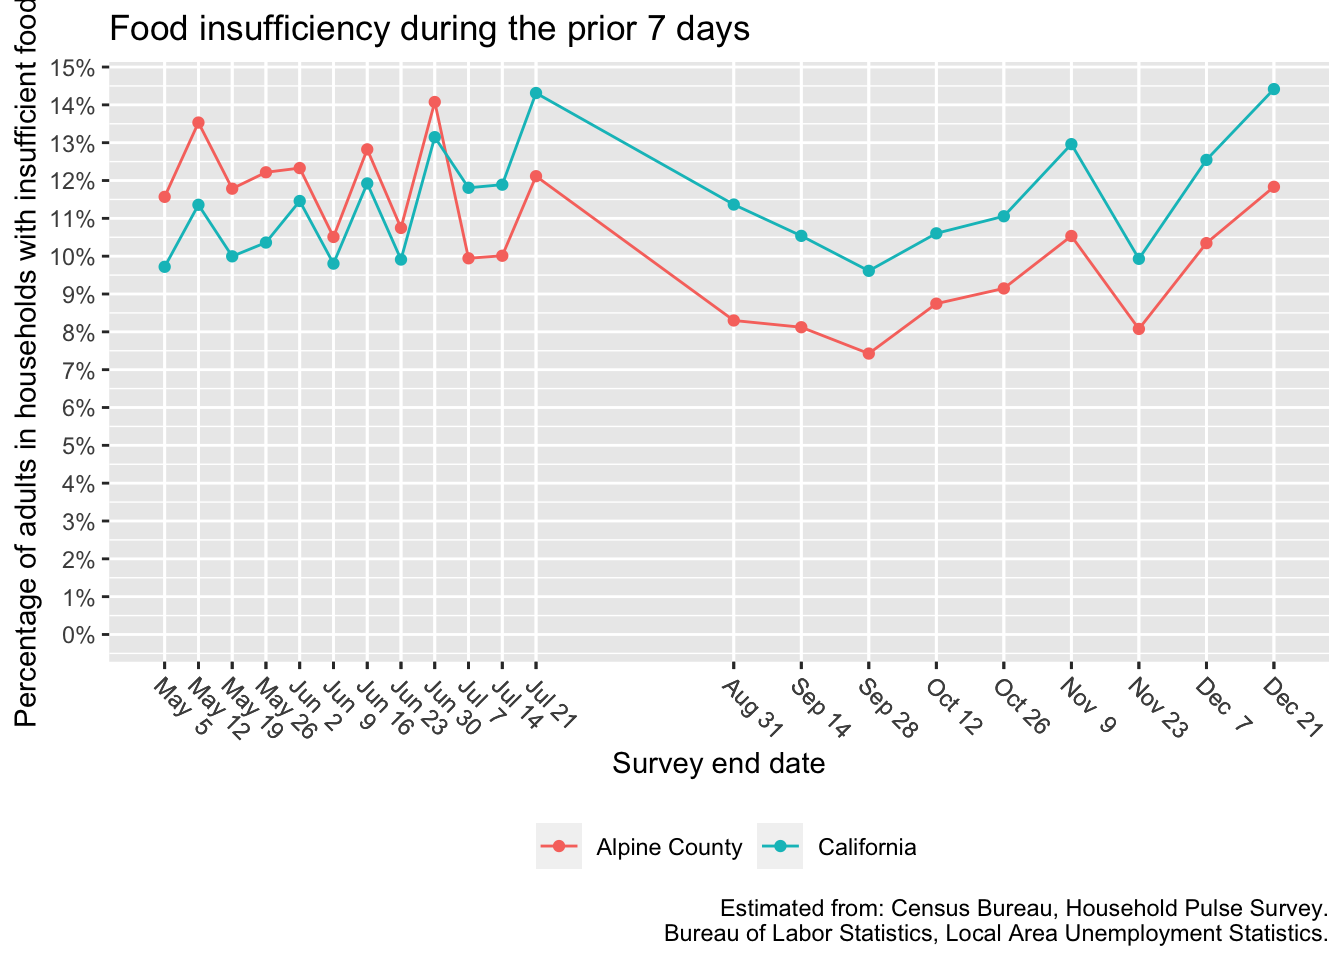 Food insufficiency during the prior 7 days
Percentage of adults in households with insufficient food
15%
14%
13%
12%
11%
10%
9%
8%
7%
6%
5%
4%
3%
2%
1%
0%
May 5
May 12
May 19
May 26
Jun 2
Jun 9
Jun 16
Jun 23
Jun 30
Jul 7
Jul 14
Jul 21
Aug 31
Sep 14
Sep 28
Oct 12
Oct 26
Nov 9
Nov 23
Dec 7
Dec 21
Survey end date
Alpine County
California
Estimated from: Census Bureau, Household Pulse Survey.
Bureau of Labor Statistics, Local Area Unemployment Statistics.